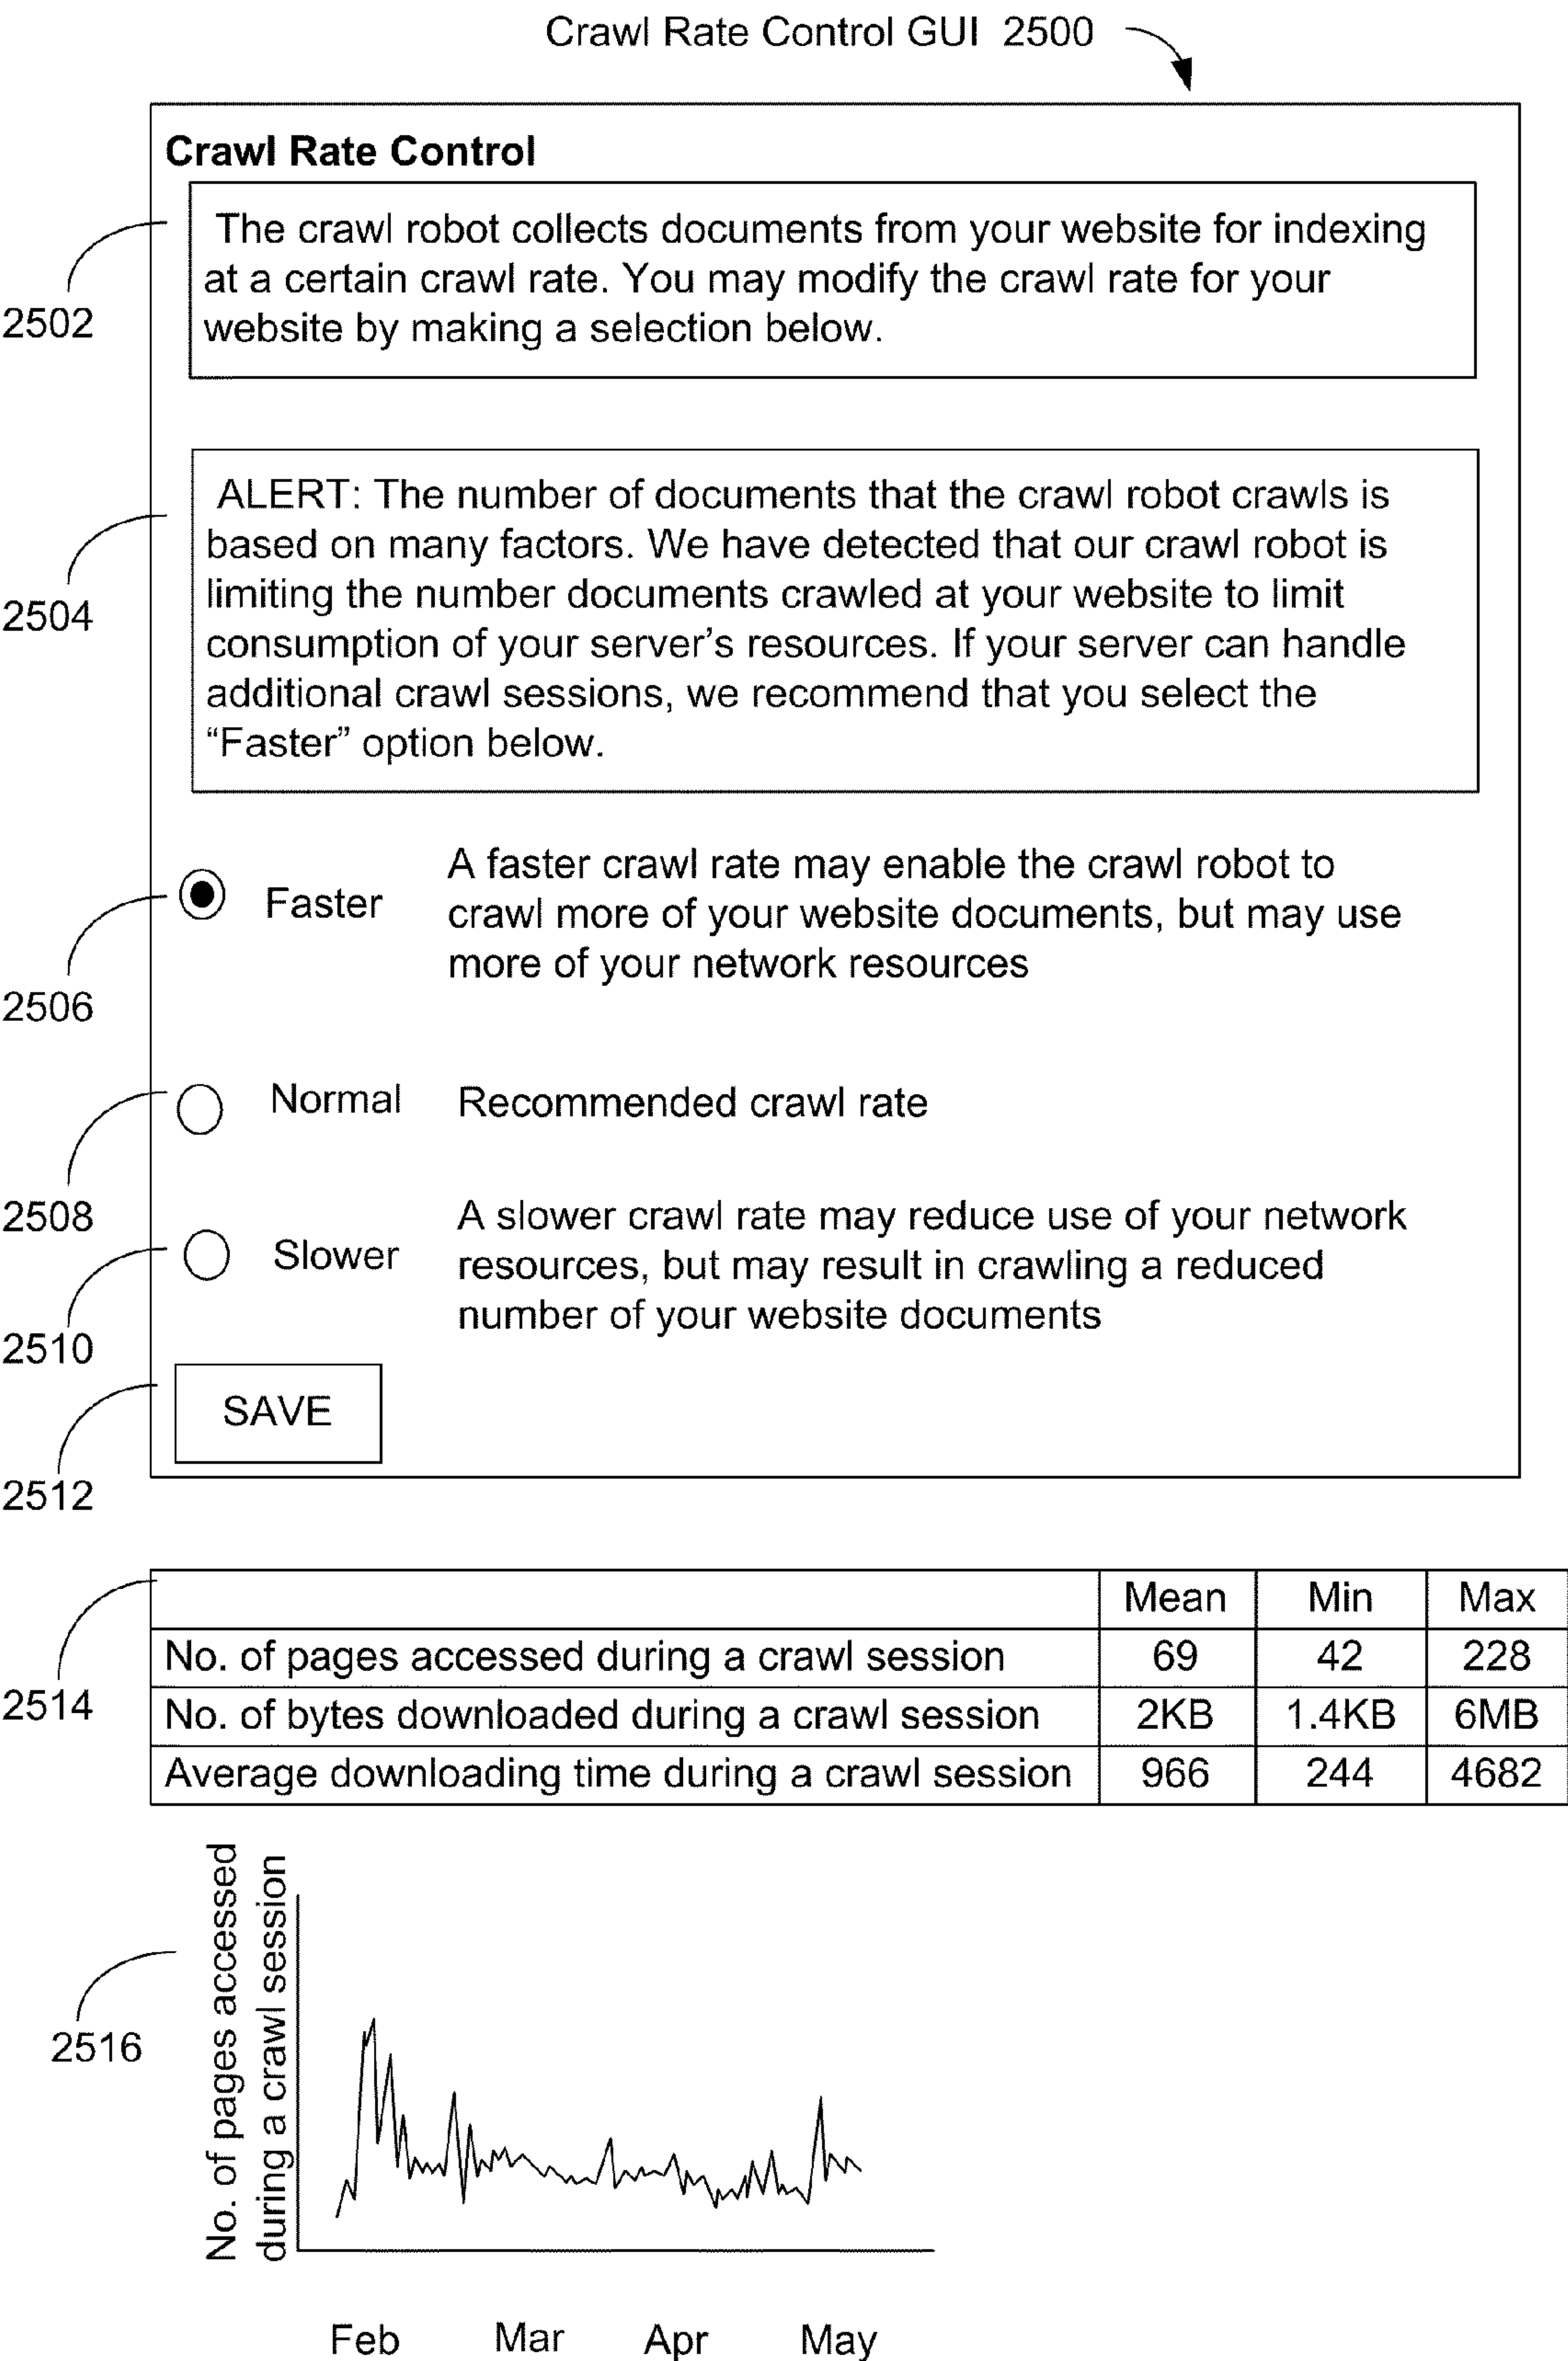 Crawl Rate Control GUI 2500
Crawl Rate Control
The crawl robot collects documents from your website for indexing
at a certain crawl rate. You may modify the crawl rate for your
website by making a selection below.
2502
ALERT: The number of documents that the crawl robot crawls is
based on many factors. We have detected that our crawl robot is
limiting the number documents crawled at your website to limit
consumption of your server's resources. If your server can handle
additional crawl sessions, we recommend that you select the
“Faster” option below.
2504
Faster
A faster crawl rate may enable the crawl robot to
crawl more of your website documents, but may use
more of your network resources
2506
Normal Recommended crawl rate
2508
Slower
A slower crawl rate may reduce use of your network
resources, but may result in crawling a reduced
number of your website documents
2510
SAVE
2512
Mean Min Max
No. of pages accessed during a crawl session 69 42 228
No. of bytes downloaded during a crawl session 2KB 1.4KB 6MB
Average downloading time during a crawl session 966 244 4682
2514
No. of pages accessed
during a crawl session
2516
Feb Mar Apr May